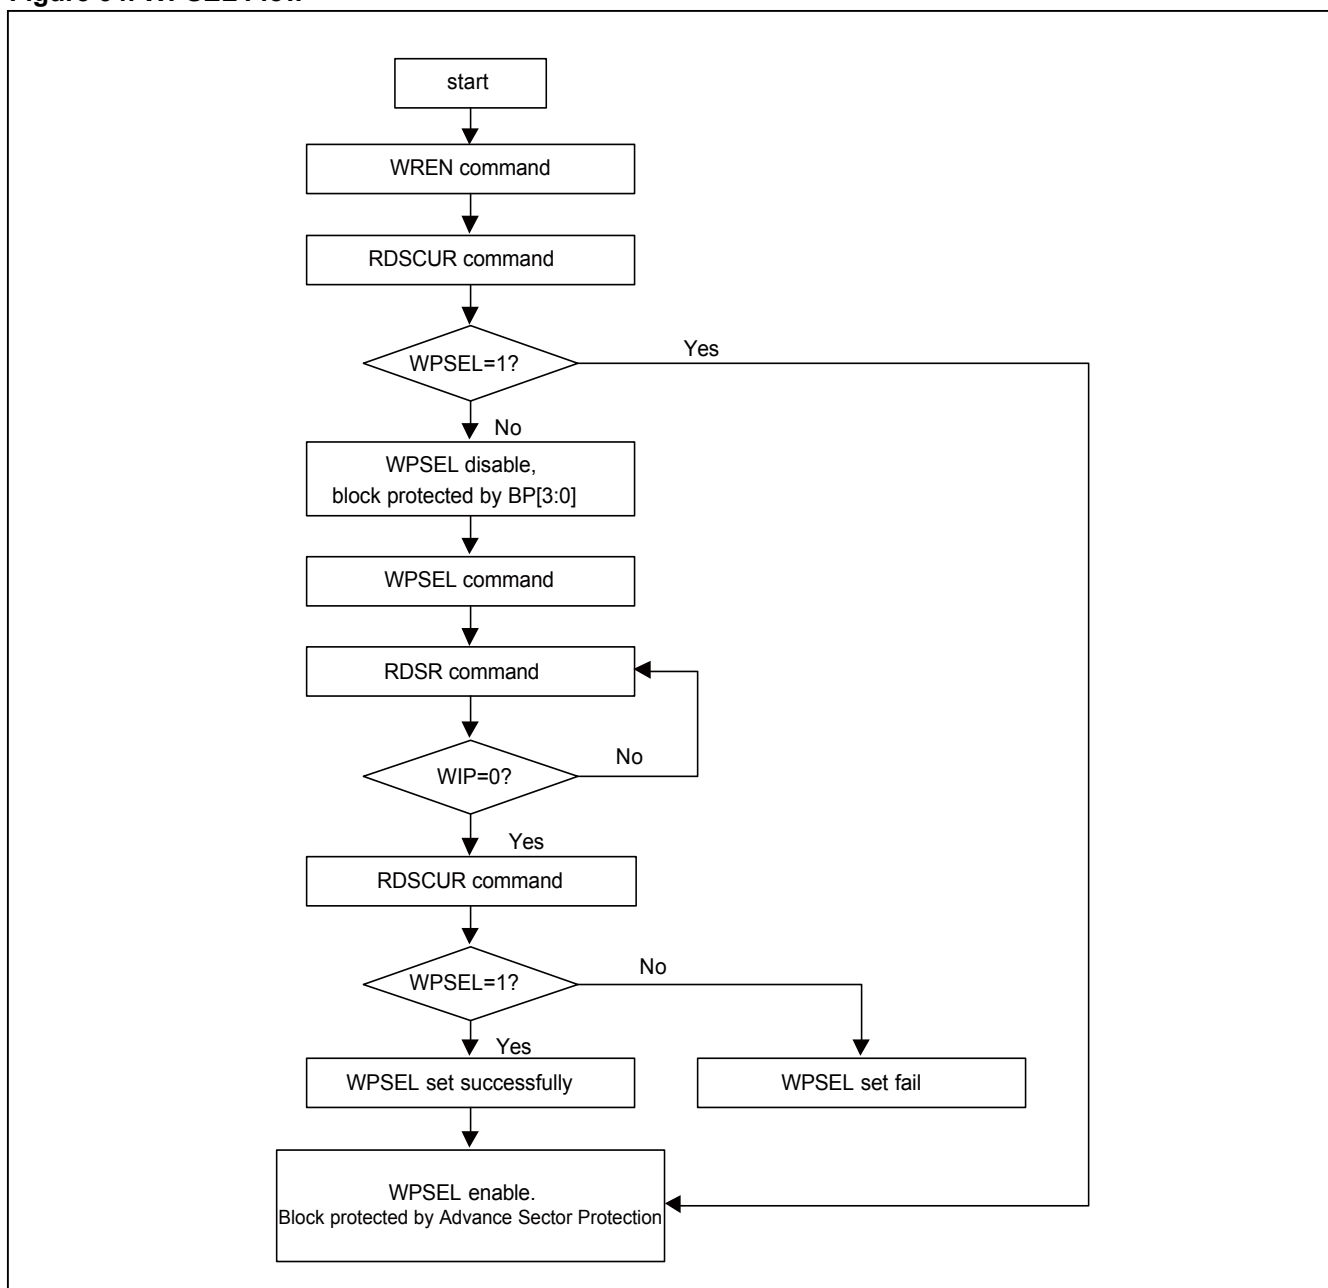 start
WREN command
RDSCUR command
WPSEL=1?
Yes
No
WPSEL disable,
block protected by BP[3:0]
WPSEL command
RDSR command
WIP=0?
No
Yes
RDSCUR command
WPSEL=1?
No
Yes
WPSEL set successfully
WPSEL set fail
WPSEL enable.
Block protected by Advance Sector Protection